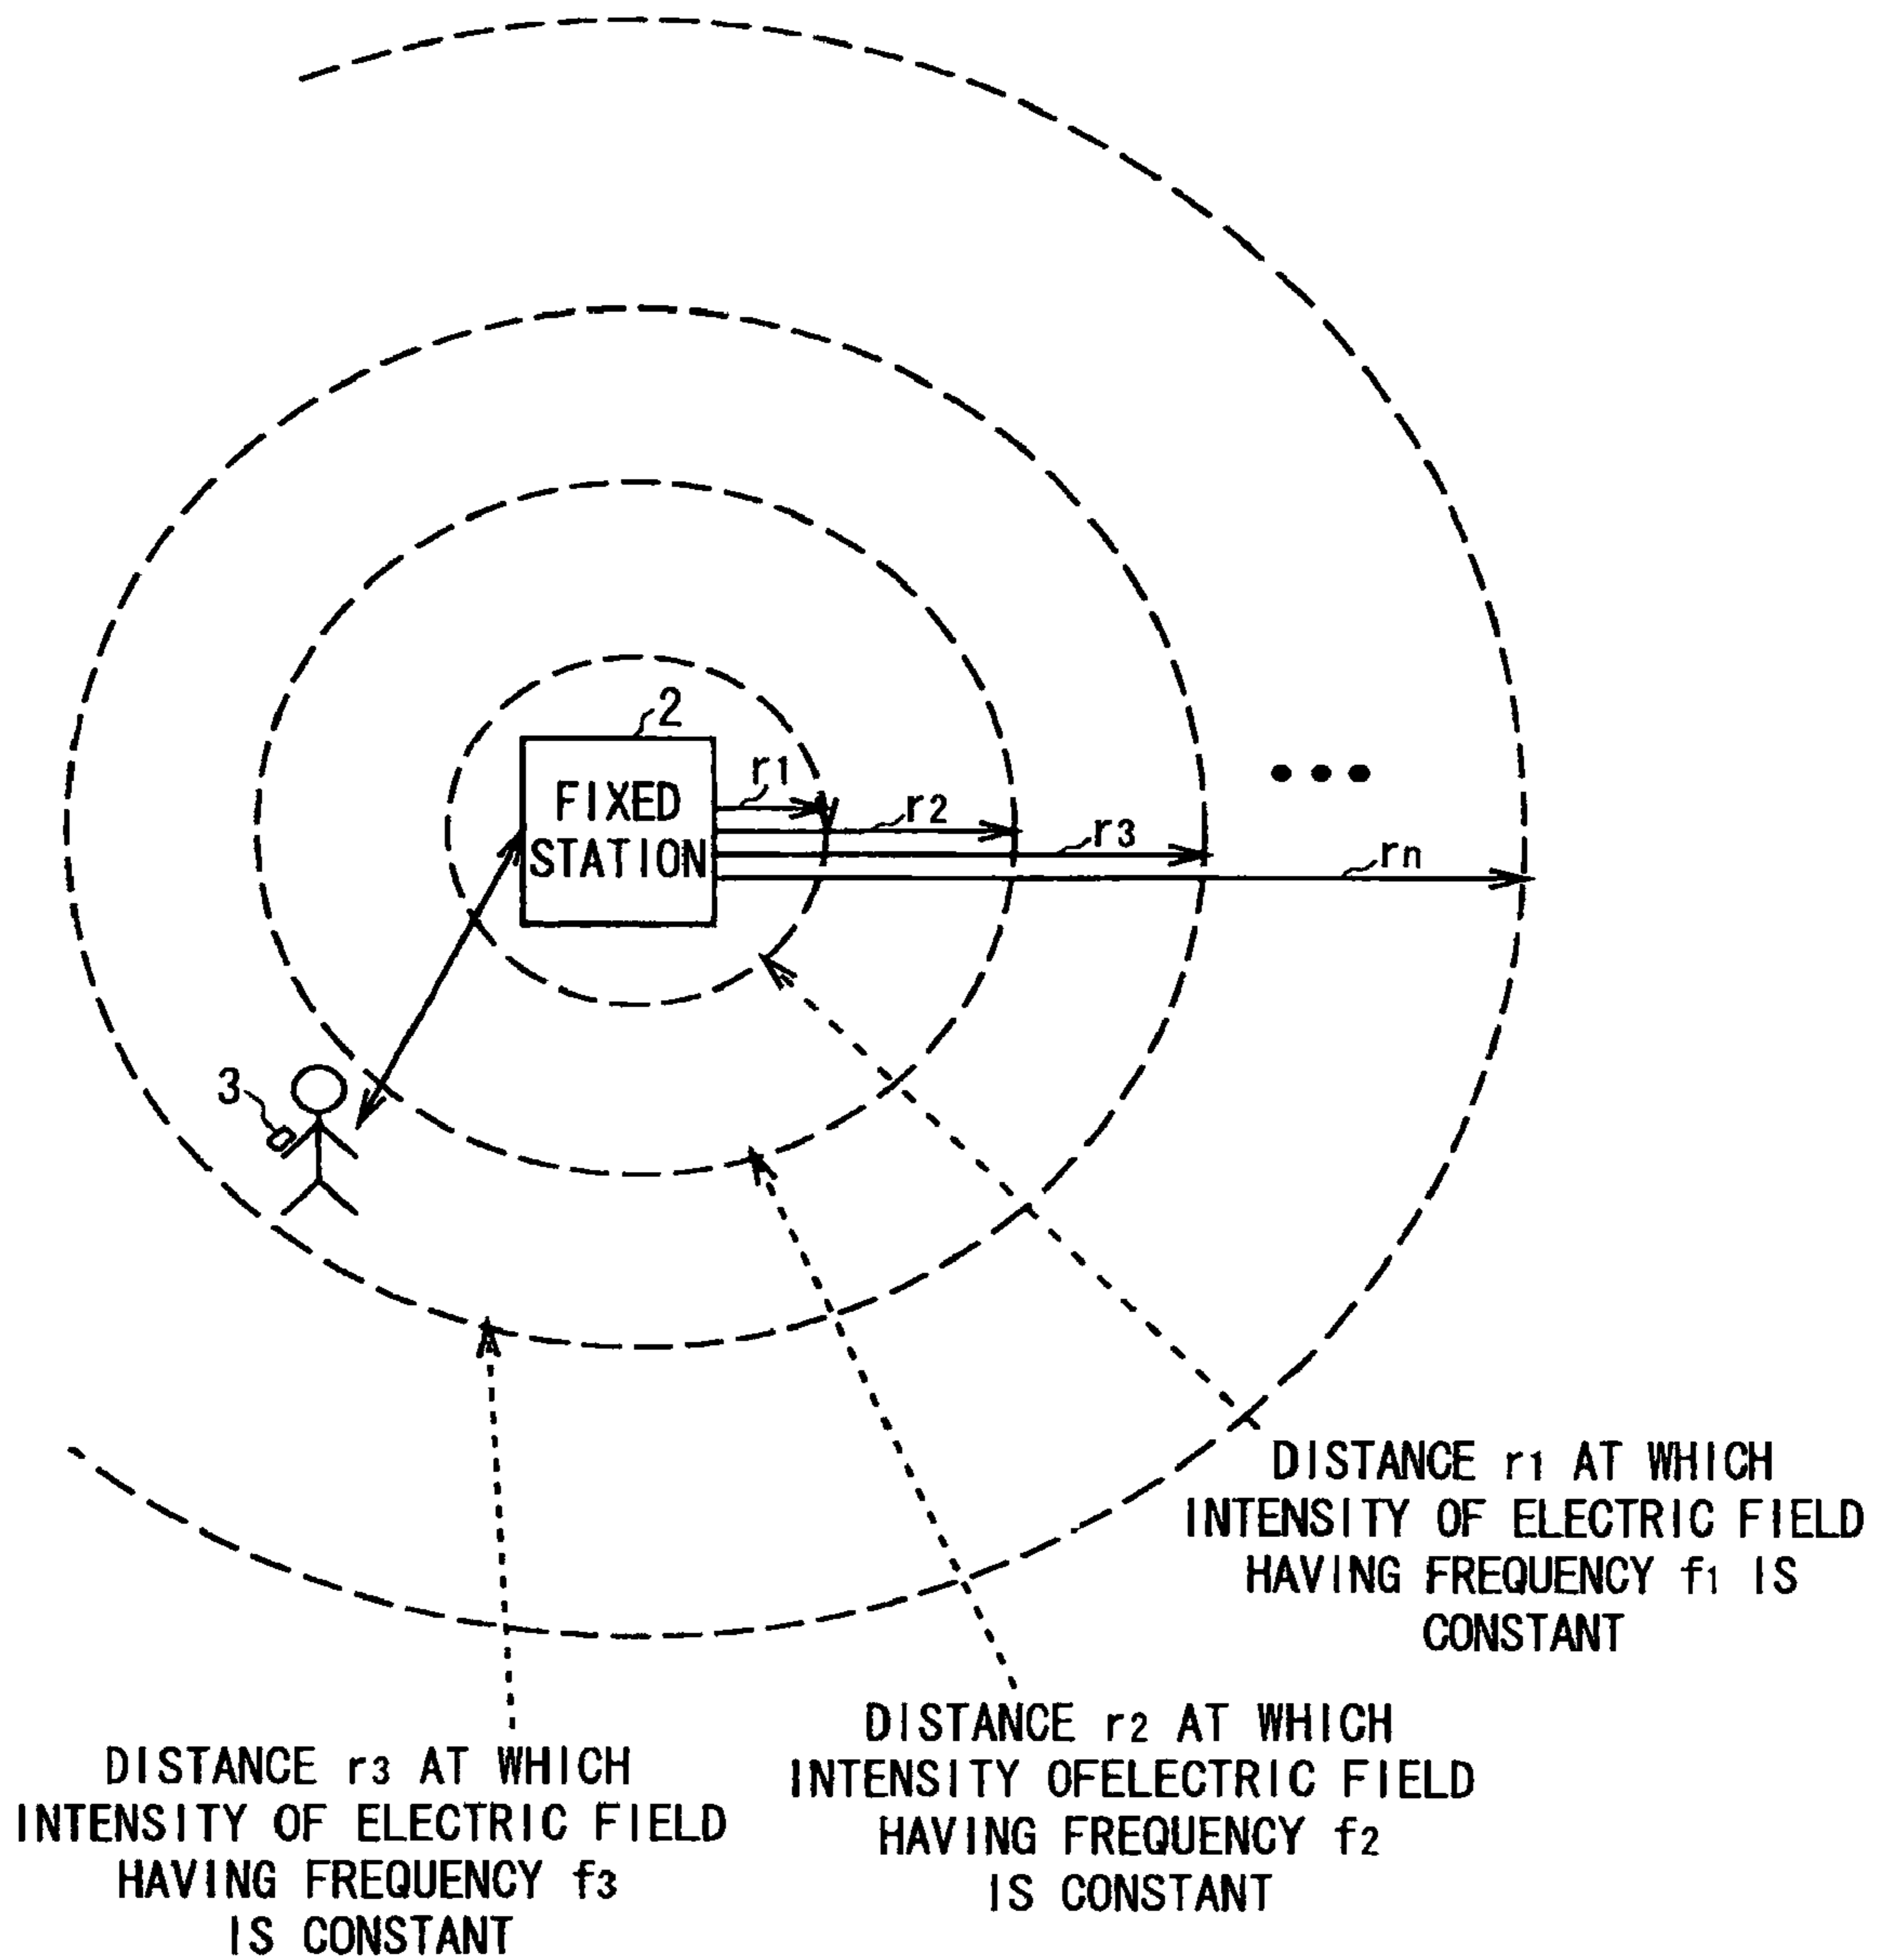 2
FIXED
STATION
r1
r2
r3
rn
3
DISTANCE r1 AT WHICH
INTENSITY OF ELECTRIC FIELD
HAVING FREQUENCY f1 IS
CONSTANT
DISTANCE r2 AT WHICH
INTENSITY OFELECTRIC FIELD
HAVING FREQUENCY f2
IS CONSTANT
DISTANCE r3 AT WHICH
INTENSITY OF ELECTRIC FIELD
HAVING FREQUENCY f3
IS CONSTANT